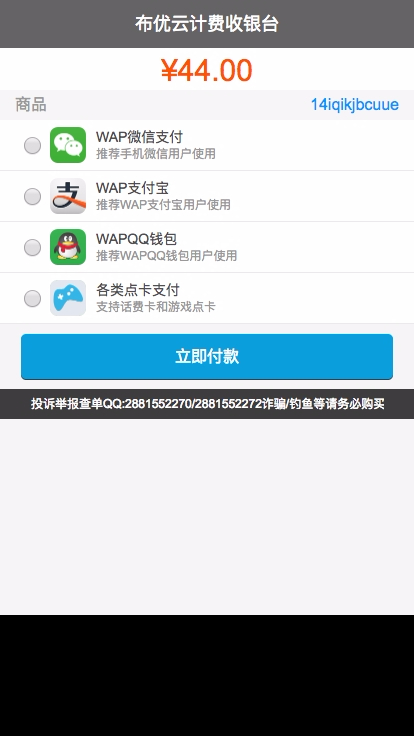 布优云计费收银台
¥44.00
商品 14iqikjbcuue
WAP微信支付
推荐手机微信用户使用
WAP支付宝
推荐WAP支付宝用户使用
WAPQQ钱包
推荐WAPQQ钱包用户使用
各类点卡支付
支持话费卡和游戏点卡
立即付款
投诉举报查单QQ:2881552270/2881552272诈骗/钓鱼等请务必购买